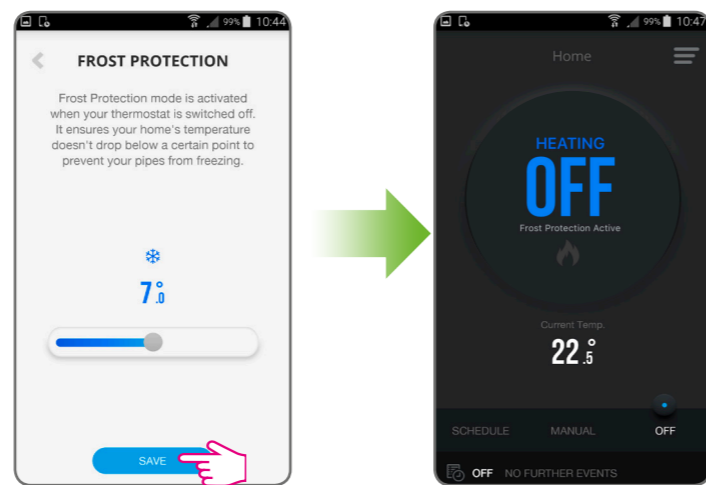 99% 10:44
FROST PROTECTION
Frost Protection mode is activated
when your thermostat is switched off.
It ensures your home's temperature
doesn't drop below a certain point to
prevent your pipes from freezing.
7.0°
SAVE
99% 10:47
Home
HEATING
OFF
Frost Protection Active
Current Temp.
22.5°
SCHEDULE MANUAL OFF
OFF NO FURTHER EVENTS